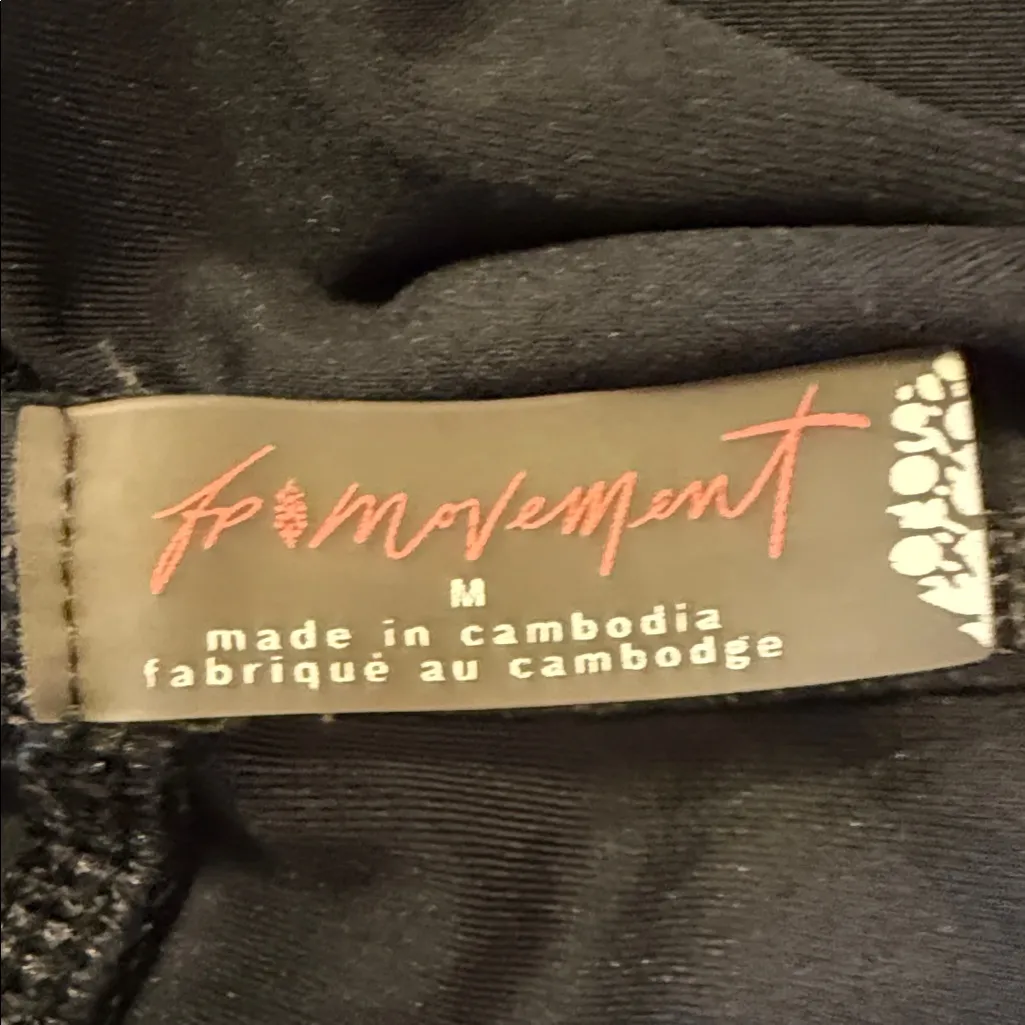 fp movement
M
made in cambodia
fabriqué au cambodge